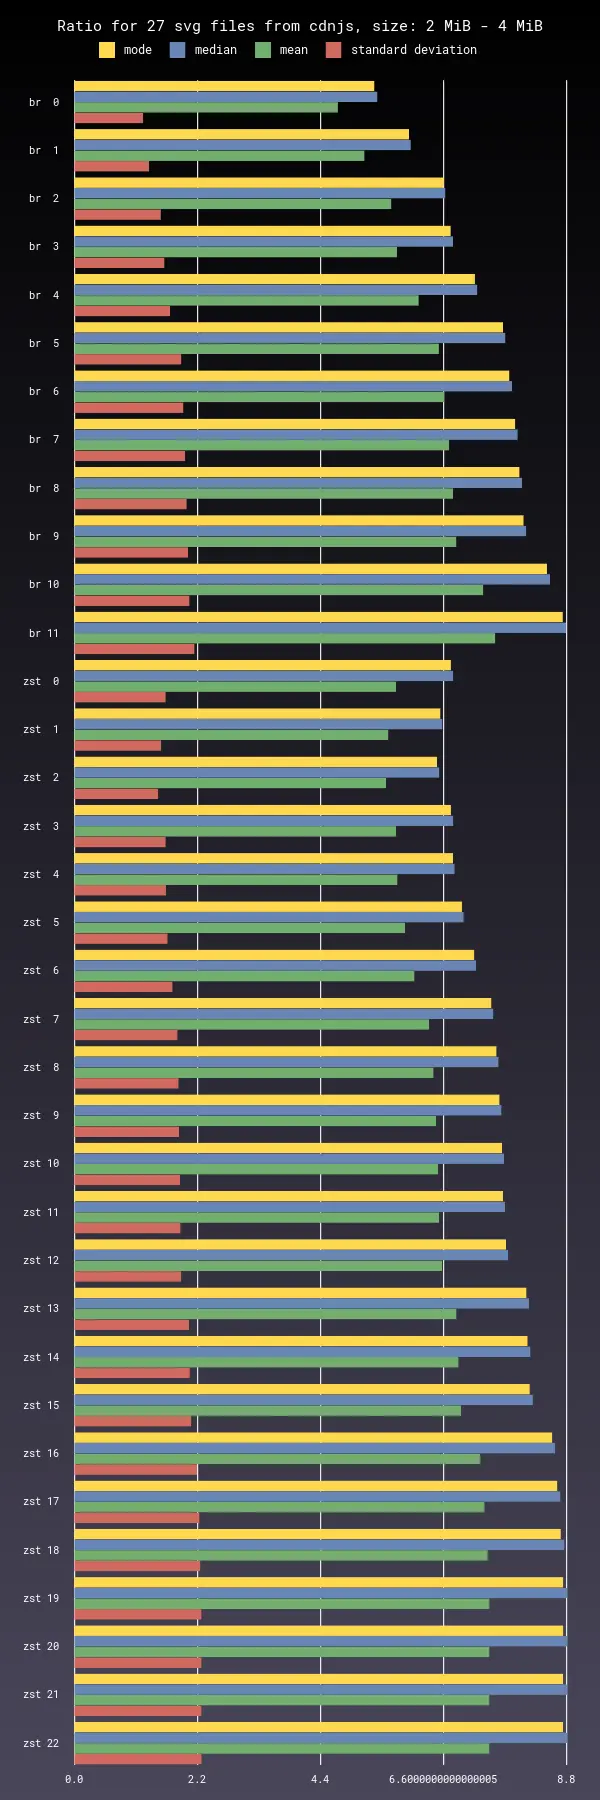 Ratio for 27 svg files from cdnjs, size: 2 MiB - 4 MiB
mode median mean standard deviation
br 0
br 1
br 2
br 3
br 4
br 5
br 6
br 7
br 8
br 9
br 10
br 11
zst 0
zst 1
zst 2
zst 3
zst 4
zst 5
zst 6
zst 7
zst 8
zst 9
zst 10
zst 11
zst 12
zst 13
zst 14
zst 15
zst 16
zst 17
zst 18
zst 19
zst 20
zst 21
zst 22
0.0 2.2 4.4 6.6000000000000005 8.8